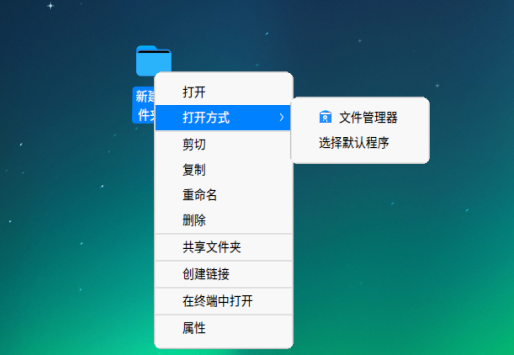 新建
件夹
打开
打开方式
文件管理器
选择默认程序
剪切
复制
重命名
删除
共享文件夹
创建链接
在终端中打开
属性